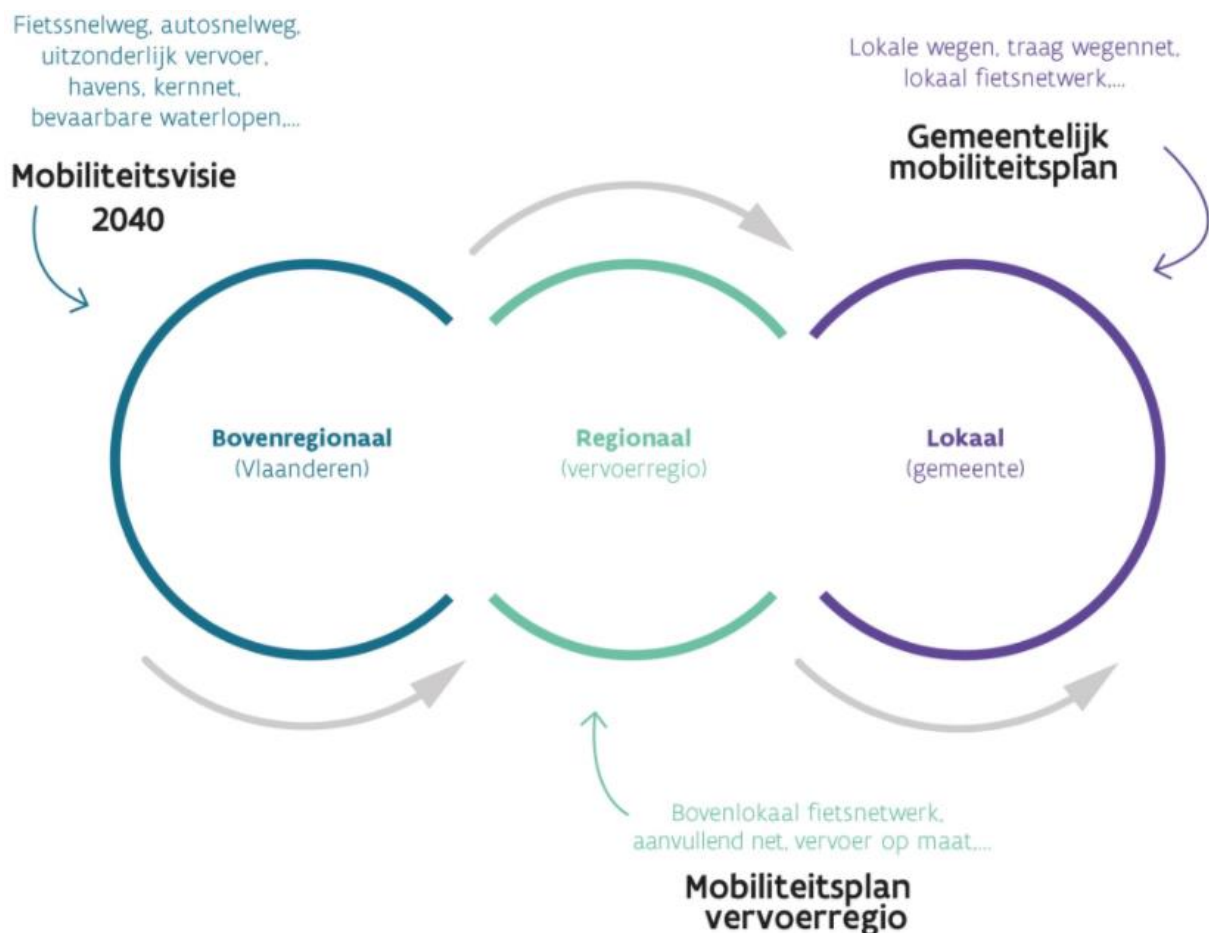 Fietssnelweg, autosnelweg,
uitzonderlijk vervoer,
havens, kernnet,
bevaarbare waterlopen,...
Mobiliteitsvisie
2040
Lokale wegen, traag wegennet,
lokaal fietsnetwerk,...
Gemeentelijk
mobiliteitsplan
Bovenregionaal
(Vlaanderen)
Regionaal
(vervoerregio)
Lokaal
(gemeente)
Bovenlokaal fietsnetwerk,
aanvullend net, vervoer op maat,...
Mobiliteitsplan
vervoerregio